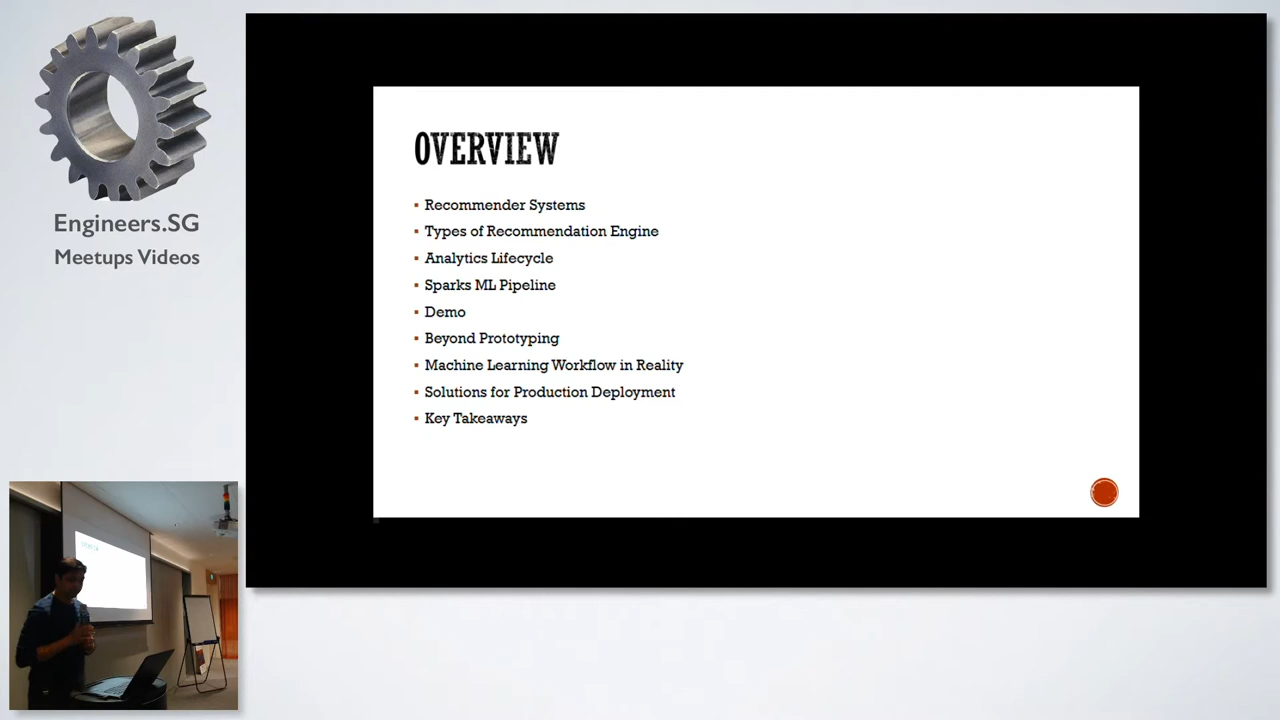 Engineers.SG
Meetups Videos
OVERVIEW
Recommender Systems
Types of Recommendation Engine
Analytics Lifecycle
Sparks ML Pipeline
Demo
Beyond Prototyping
Machine Learning Workflow in Reality
Solutions for Production Deployment
Key Takeaways